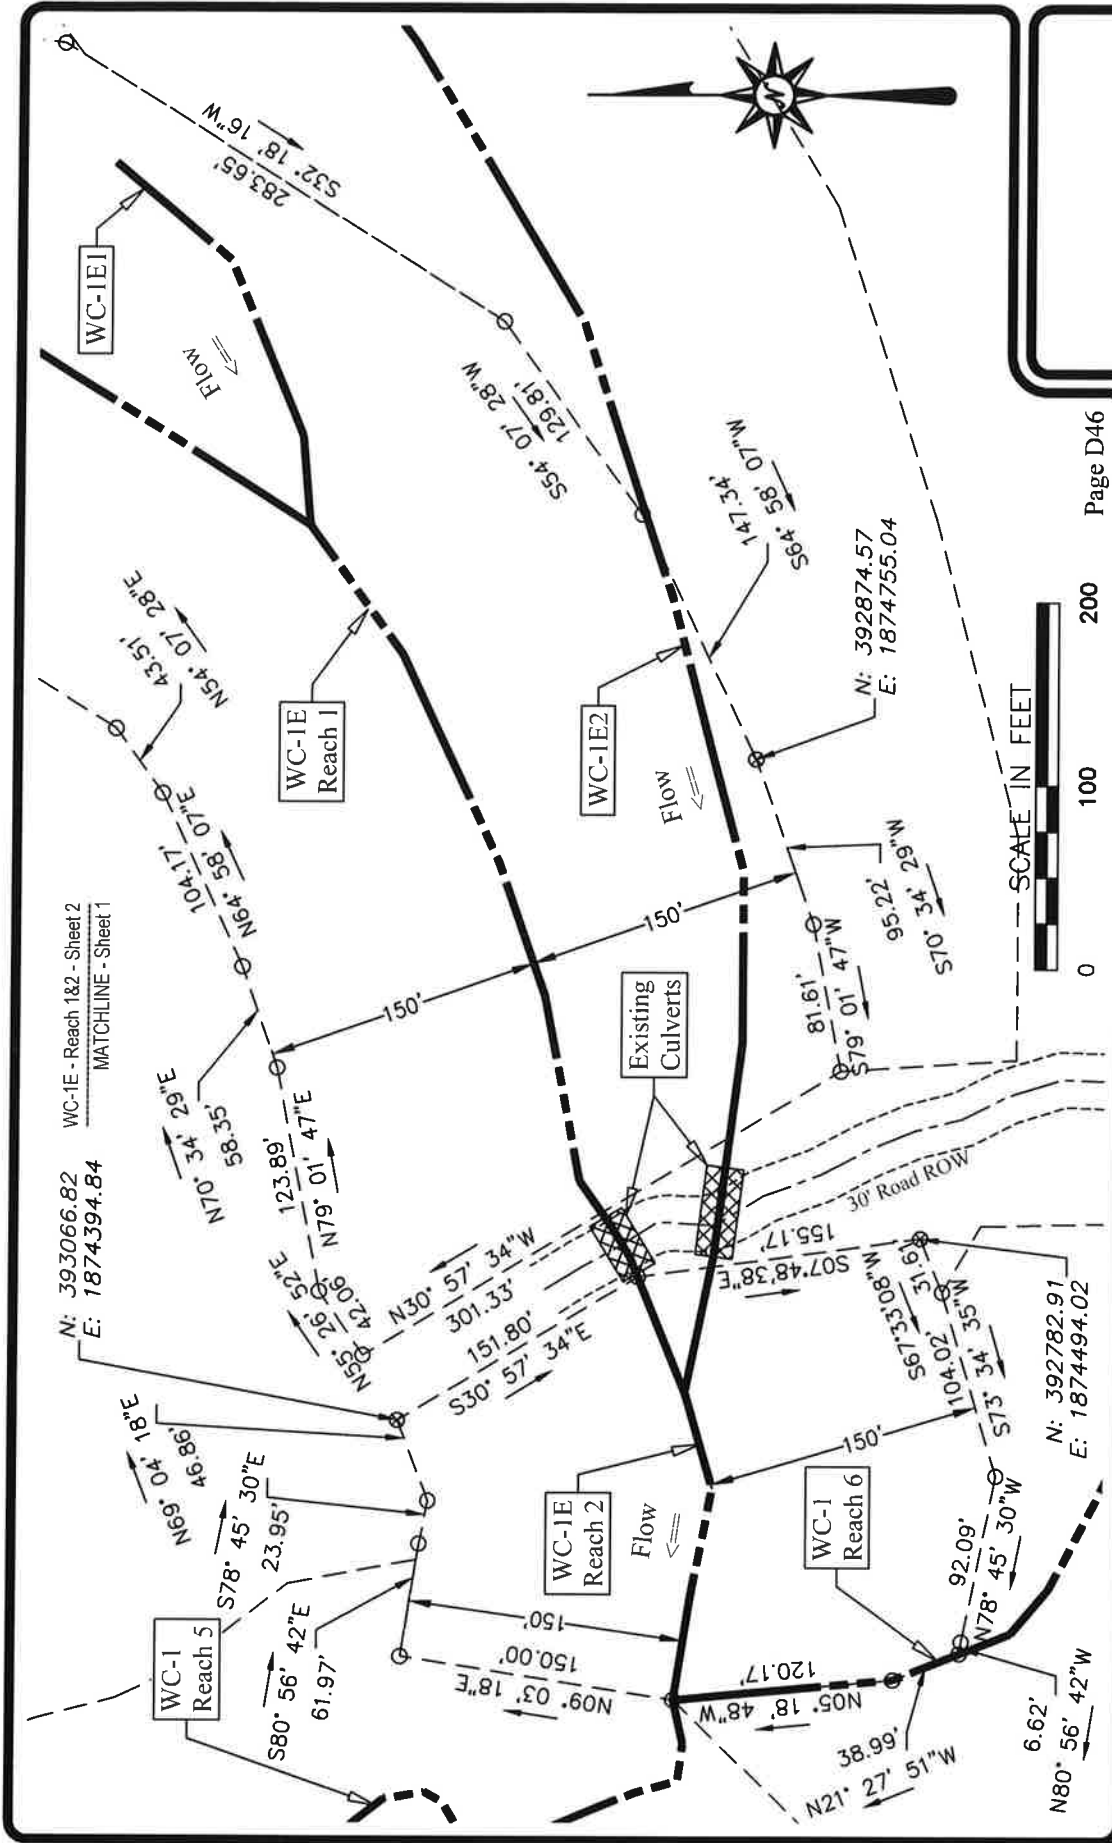 WC-1E - Reach 1&2 - Sheet 2
MATCHLINE - Sheet 1
N: 393066.82
E: 1874394.84
WC-1E1
Flow
S32° 18' 16"W
283.65'
S54° 07' 28"W
129.81'
N54° 07' 28"E
43.51'
N64° 58' 07"E
104.17'
N70° 34' 29"E
58.35'
N79° 01' 47"E
123.89'
N55° 26' 52"E
42.06'
N30° 57' 34"W
301.33'
151.80'
S30° 57' 34"E
WC-1E
Reach 1
WC-1E2
Flow
147.34'
S64° 58' 07"W
N: 392874.57
E: 1874755.04
150'
150'
95.22'
S70° 34' 29"W
81.61'
S79° 01' 47"W
Existing
Culverts
30' Road ROW
155.17'
S07°48'38"E
31.61
S67°33'08"W
104.02'
S73° 34' 35"W
N: 392782.91
E: 1874494.02
N69° 04' 18"E
46.86'
S78° 45' 30"E
23.95'
S80° 56' 42"E
61.97'
WC-1
Reach 5
150'
150.00'
N09° 03' 18"E
WC-1E
Reach 2
Flow
150'
WC-1
Reach 6
92.09'
N78° 45' 30"W
120.17'
N05° 18' 48"W
38.99'
N21° 27' 51"W
6.62'
N80° 56' 42"W
N
SCALE IN FEET
0 100 200
Page D46